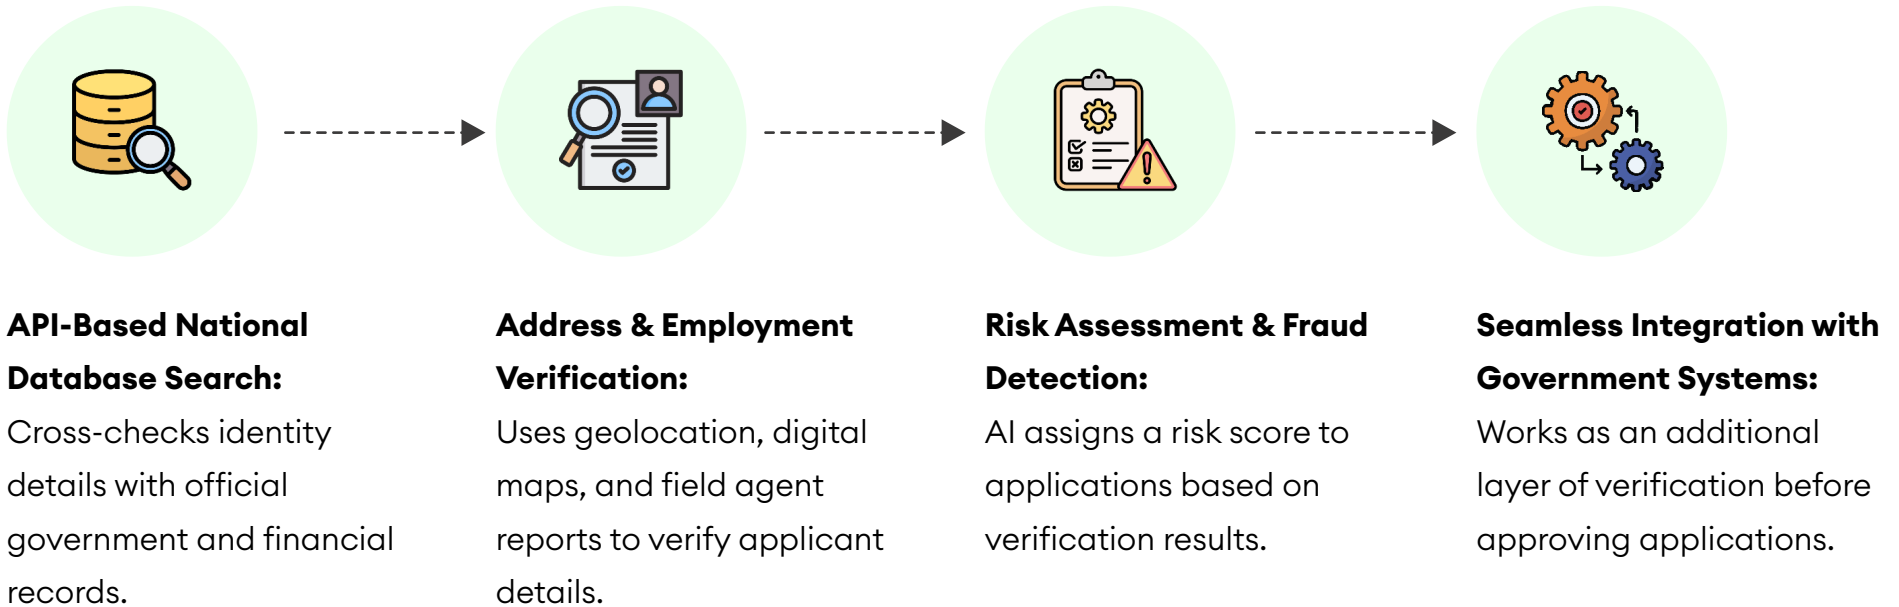 API-Based National
Database Search:
Cross-checks identity
details with official
government and financial
records.
Address & Employment
Verification:
Uses geolocation, digital
maps, and field agent
reports to verify applicant
details.
Risk Assessment & Fraud
Detection:
AI assigns a risk score to
applications based on
verification results.
Seamless Integration with
Government Systems:
Works as an additional
layer of verification before
approving applications.